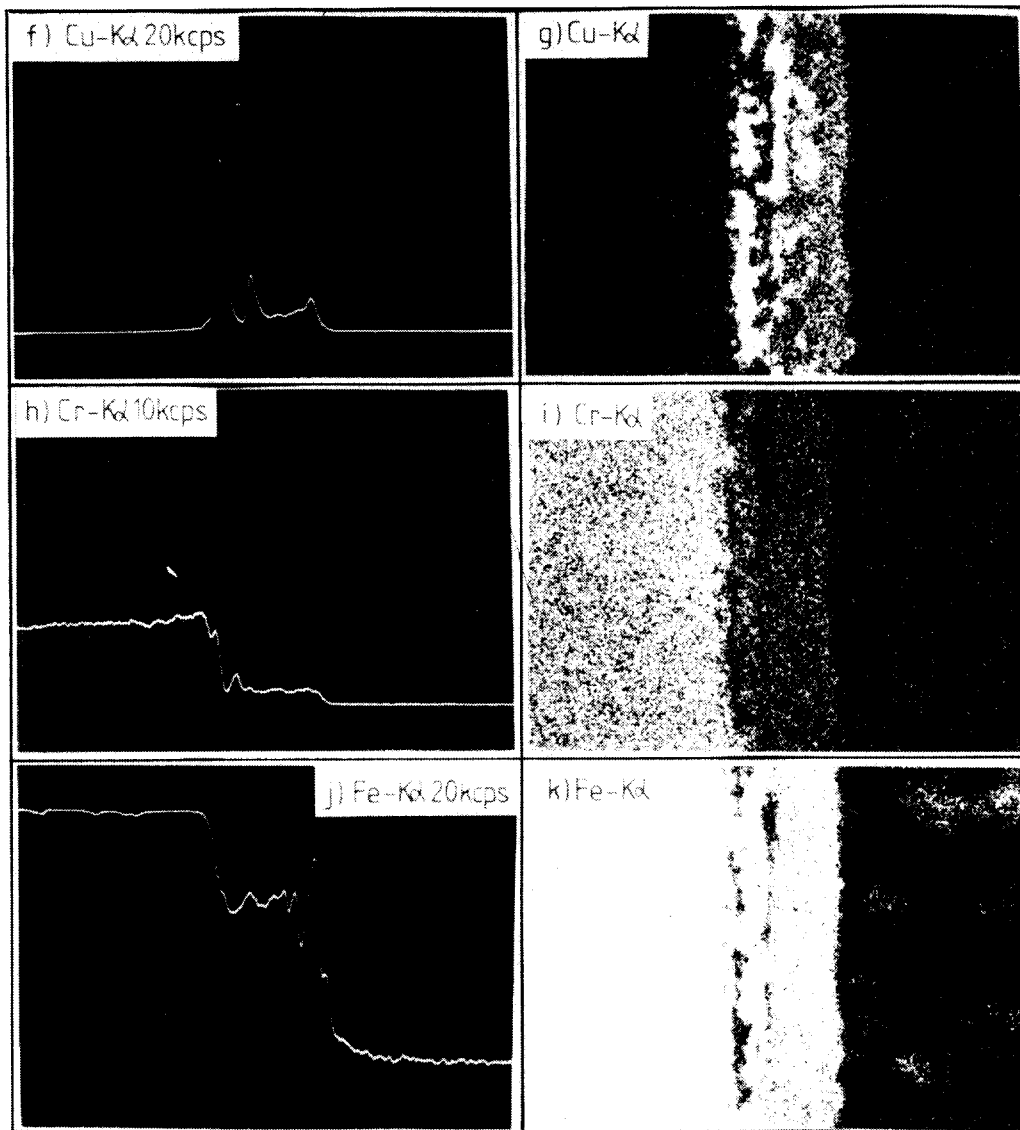 f) Cu-Kα 20kcps
g) Cu-Kα
h) Cr-Kα 10kcps
i) Cr-Kα
j) Fe-Kα 20kcps
k) Fe-Kα